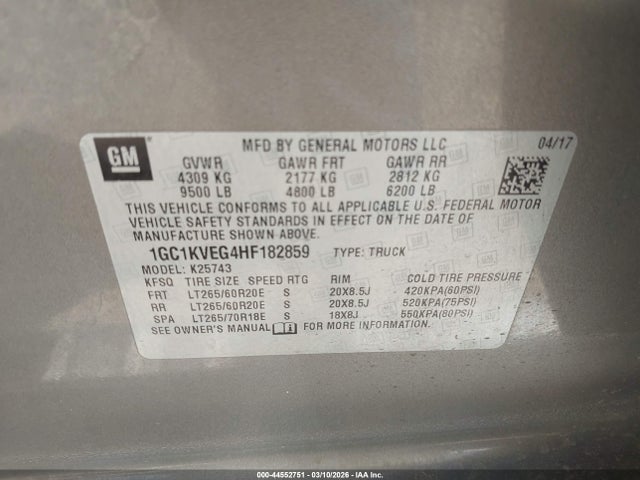 GM
MFD BY GENERAL MOTORS LLC 04/17
GVWR GAWR FRT GAWR RR
4309 KG 2177 KG 2812 KG
9500 LB 4800 LB 6200 LB
THIS VEHICLE CONFORMS TO ALL APPLICABLE U.S. FEDERAL MOTOR
VEHICLE SAFETY STANDARDS IN EFFECT ON THE DATE OF
MANUFACTURE SHOWN ABOVE.
1GC1KVEG4HF182859 TYPE: TRUCK
MODEL: K25743
KFSQ TIRE SIZE SPEED RTG RIM COLD TIRE PRESSURE
FRT LT265/60R20E S 20X8.5J 420KPA(60PSI)
RR LT265/60R20E S 20X8.5J 520KPA(75PSI)
SPA LT265/70R18E S 18X8J 550KPA(80PSI)
SEE OWNER'S MANUAL FOR MORE INFORMATION.
000-44552751 - 03/10/2026 - © IAA Inc.